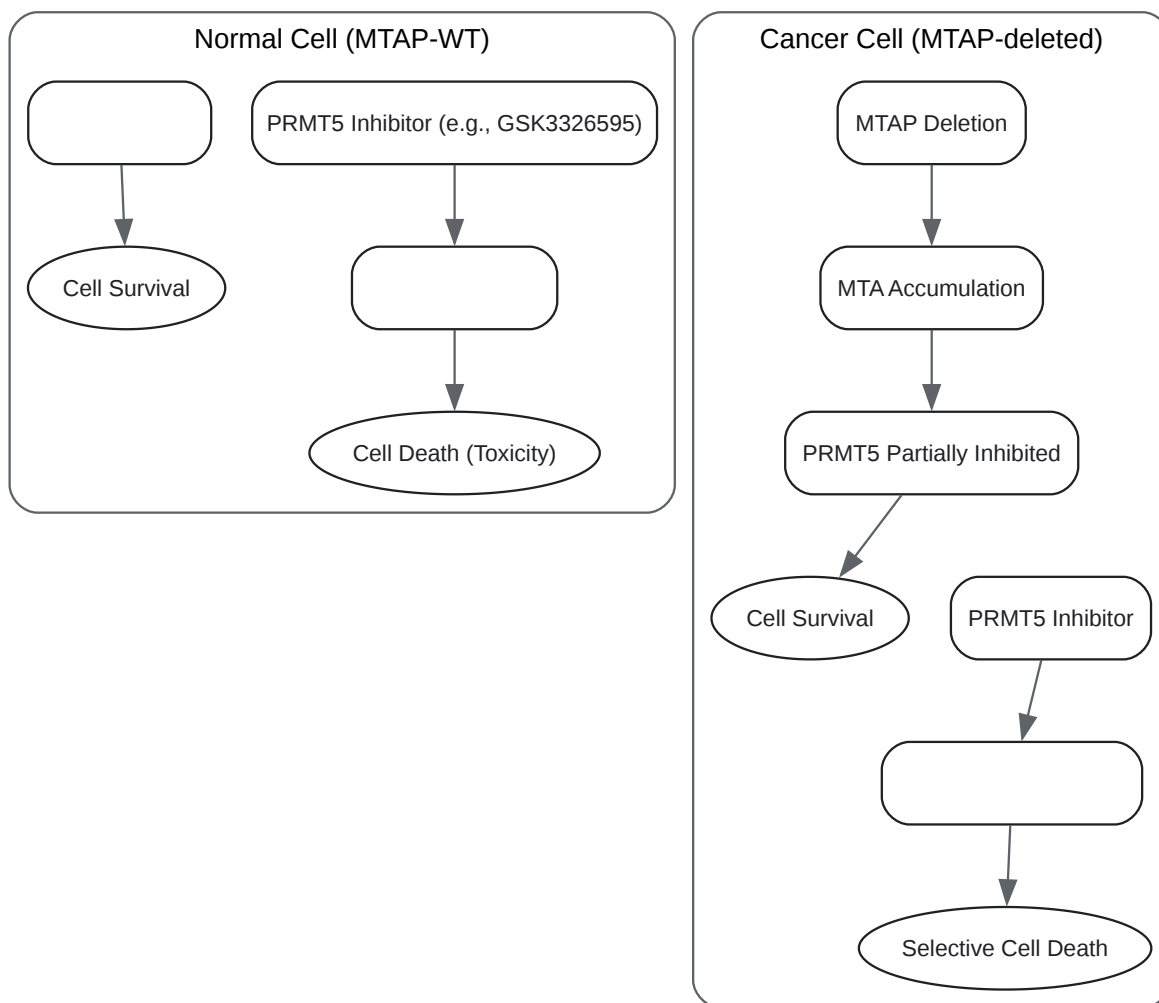 Normal Cell (MTAP-WT)
PRMT5 Inhibitor (e.g., GSK3326595)
Cell Survival
Cell Death (Toxicity)
Cancer Cell (MTAP-deleted)
MTAP Deletion
MTA Accumulation
PRMT5 Partially Inhibited
Cell Survival
PRMT5 Inhibitor
Selective Cell Death